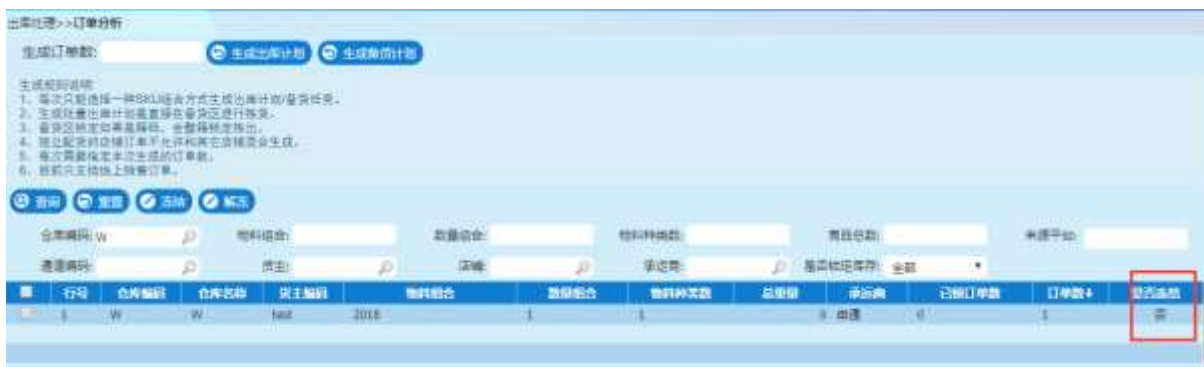 出库处理>>订单分析
生成订单数: 生成出库计划 生成备货计划
生成规则说明:
1、每次只能选择一种SKU组合方式生成出库计划/备货任务。
2、生成批量出库计划是直接在备货区进行拣货。
3、备货区锁定如果是箱码,会整箱锁定拣出。
4、独立配货的店铺订单不允许和其它店铺混合生成。
5、每次需要指定本次生成的订单数。
6、目前只支持线上销售订单。
查询 重置 冻结 解冻
仓库编码: W 物料组合: 数量组合: 物料种类数: 商品总数: 来源平台:
渠道编码: 货主: 店铺: 承运商: 是否锁定库存: 全部
行号 仓库编码 仓库名称 货主编码 物料组合 数量组合 物料种类数 总重量 承运商 已锁订单数 订单数 是否冻结
1 W W test 2018 1 1 0 申通 0 1 否